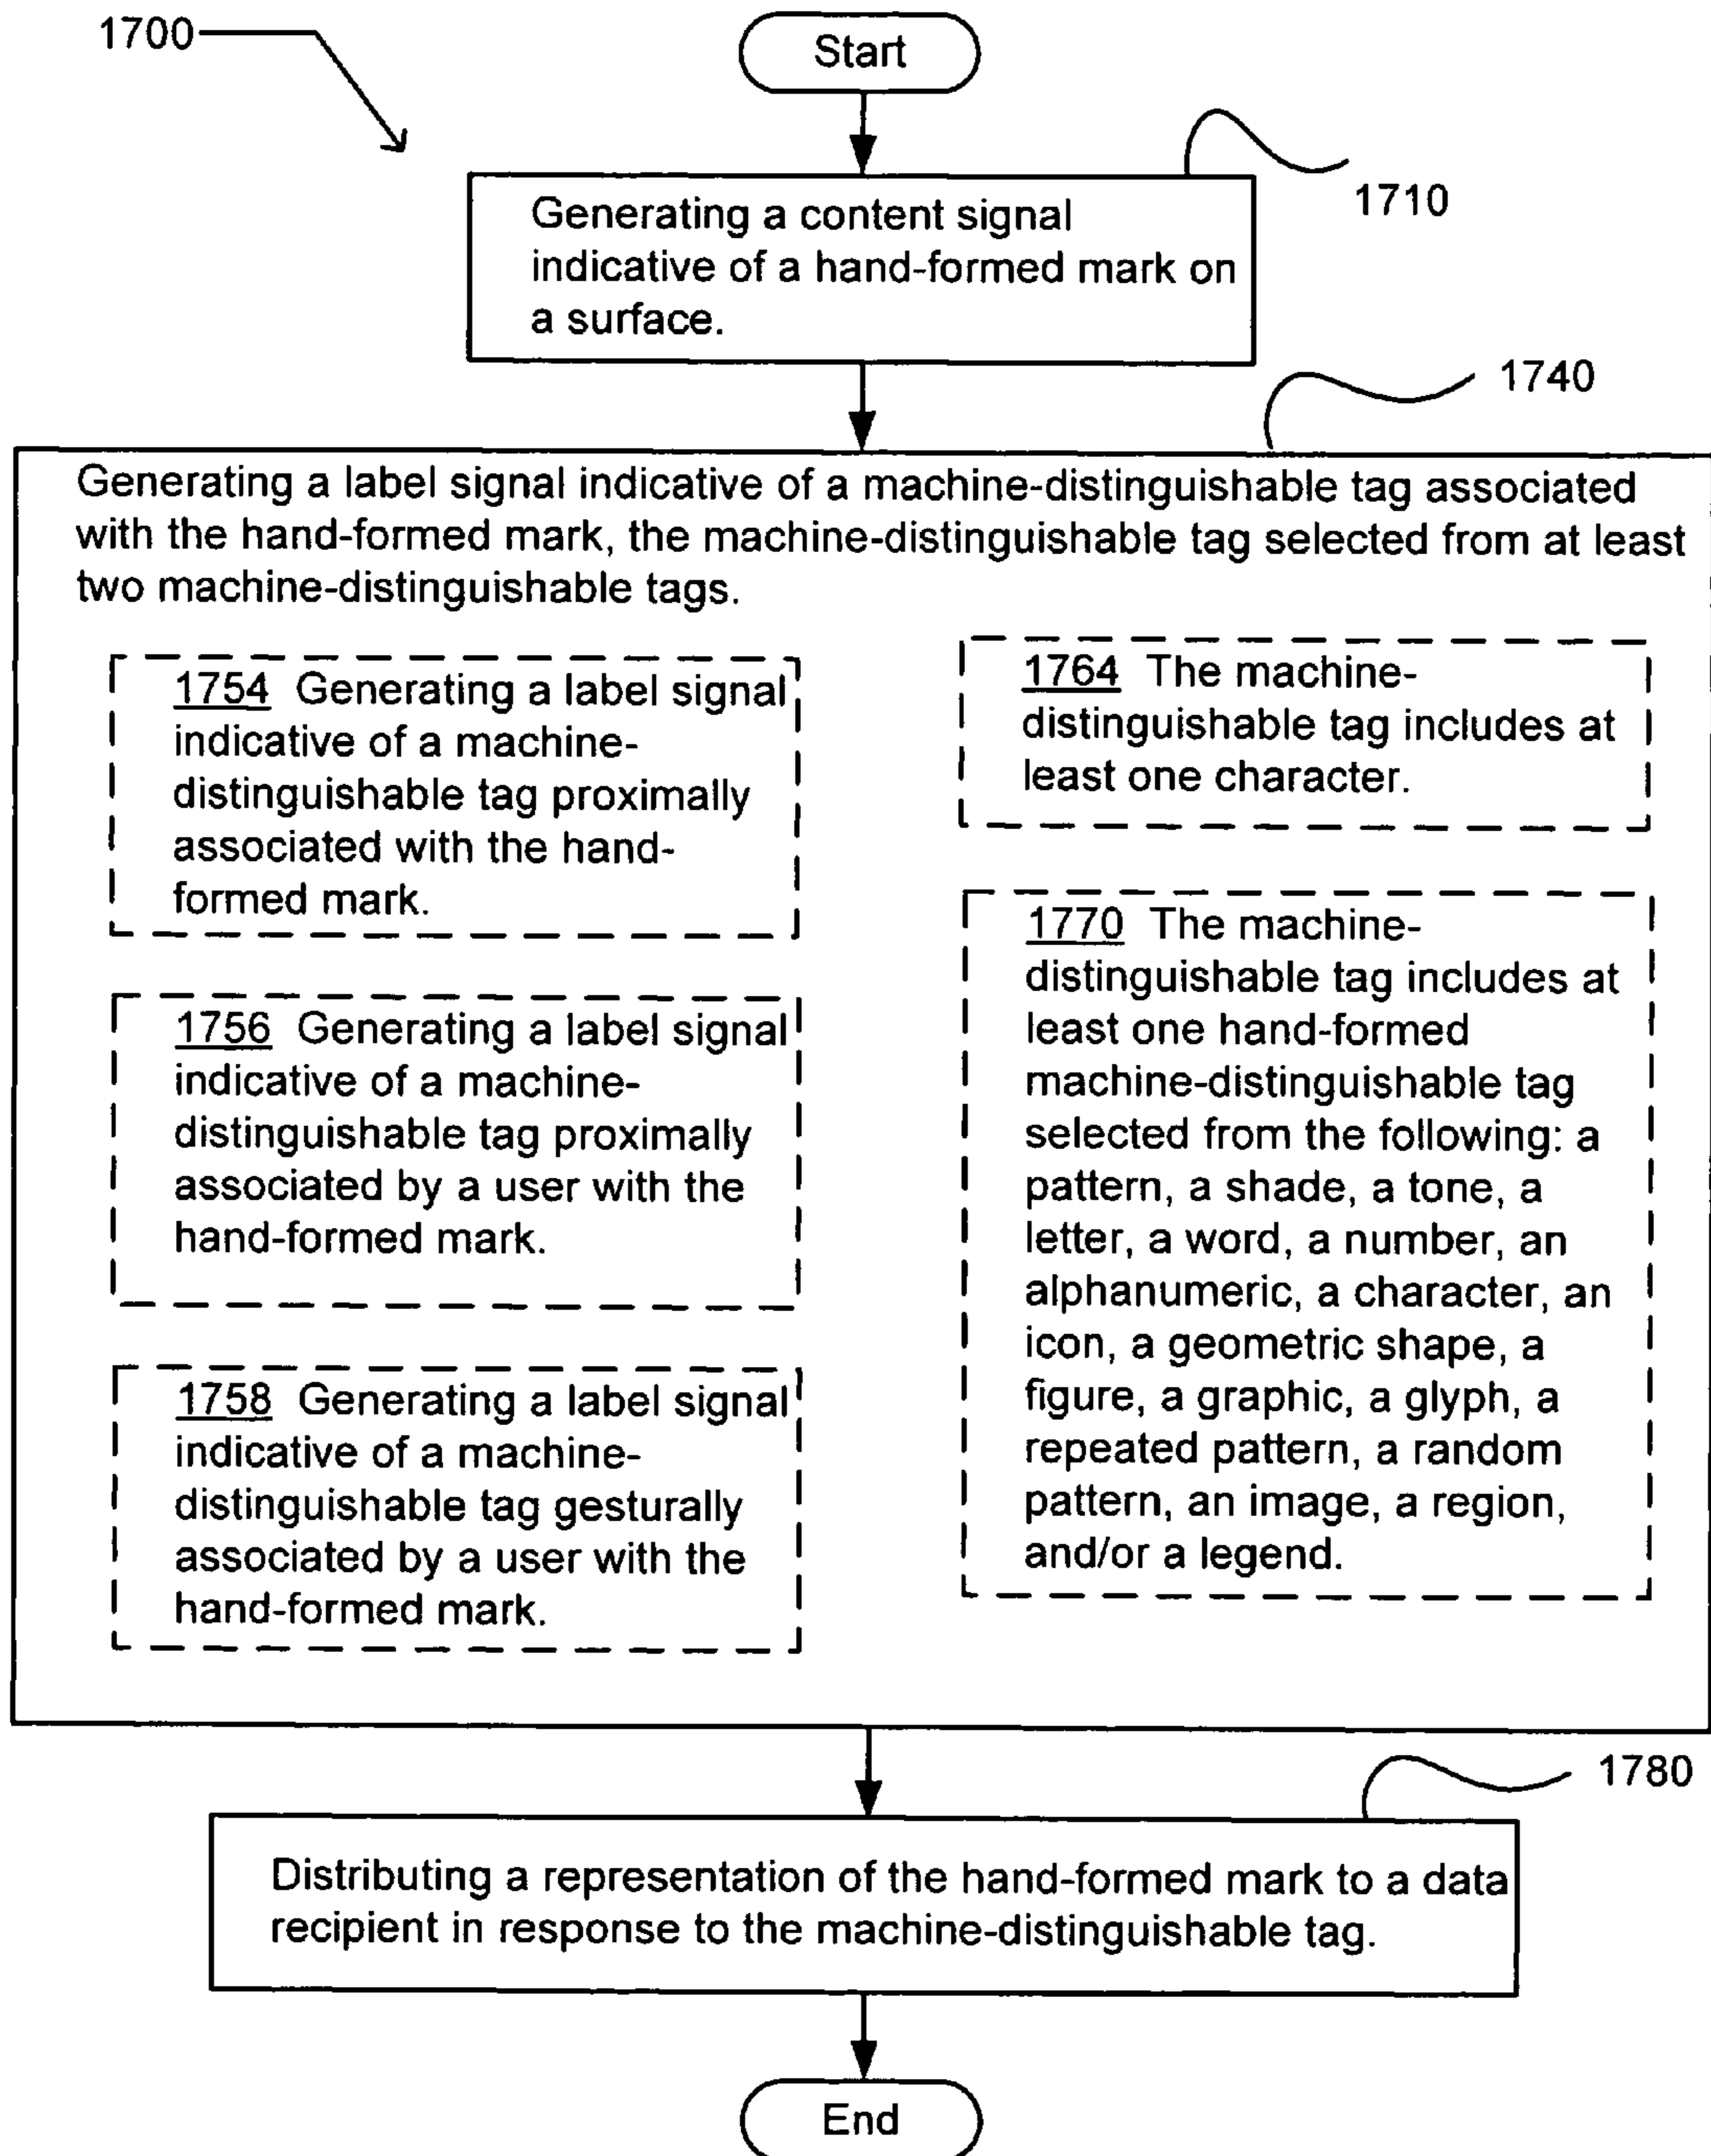 1700
Start
1710
Generating a content signal
indicative of a hand-formed mark on
a surface.
1740
Generating a label signal indicative of a machine-distinguishable tag associated
with the hand-formed mark, the machine-distinguishable tag selected from at least
two machine-distinguishable tags.
1754 Generating a label signal
indicative of a machine-
distinguishable tag proximally
associated with the hand-
formed mark.
1756 Generating a label signal
indicative of a machine-
distinguishable tag proximally
associated by a user with the
hand-formed mark.
1758 Generating a label signal
indicative of a machine-
distinguishable tag gesturally
associated by a user with the
hand-formed mark.
1764 The machine-
distinguishable tag includes at
least one character.
1770 The machine-
distinguishable tag includes at
least one hand-formed
machine-distinguishable tag
selected from the following: a
pattern, a shade, a tone, a
letter, a word, a number, an
alphanumeric, a character, an
icon, a geometric shape, a
figure, a graphic, a glyph, a
repeated pattern, a random
pattern, an image, a region,
and/or a legend.
1780
Distributing a representation of the hand-formed mark to a data
recipient in response to the machine-distinguishable tag.
End